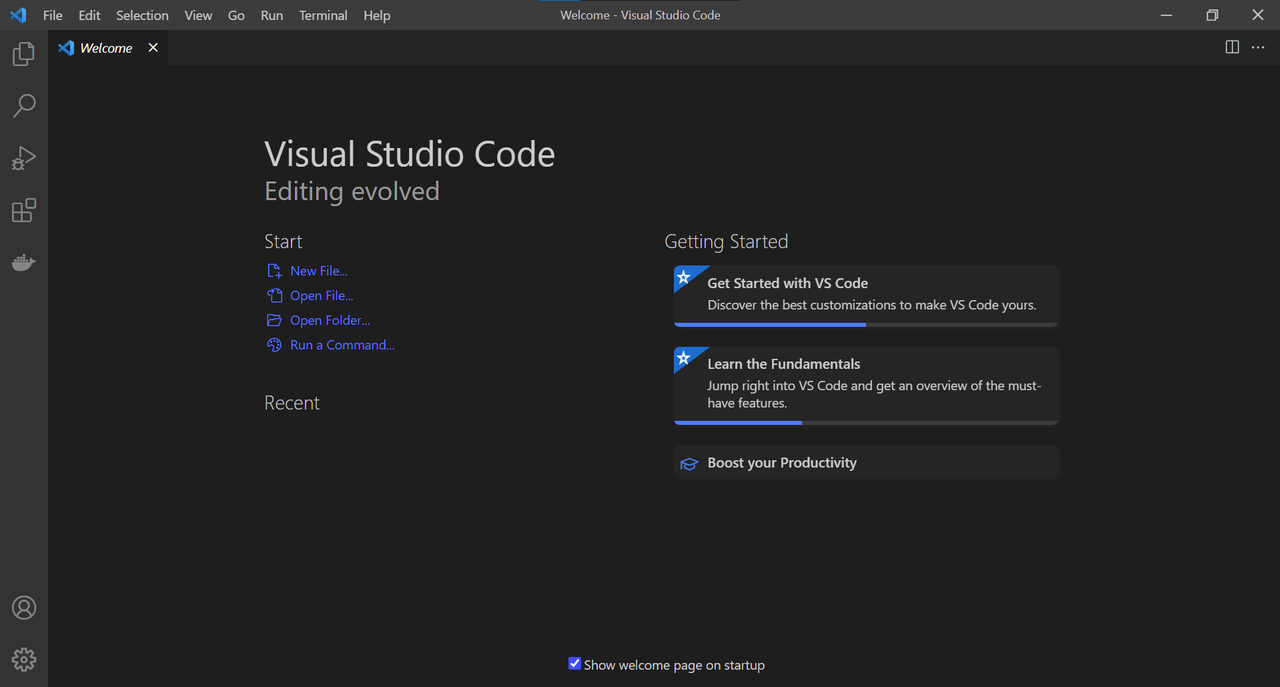 File Edit Selection View Go Run Terminal Help Welcome - Visual Studio Code
Welcome
Visual Studio Code
Editing evolved
Start
New File...
Open File...
Open Folder...
Run a Command...
Recent
Getting Started
Get Started with VS Code
Discover the best customizations to make VS Code yours.
Learn the Fundamentals
Jump right into VS Code and get an overview of the must-
have features.
Boost your Productivity
Show welcome page on startup